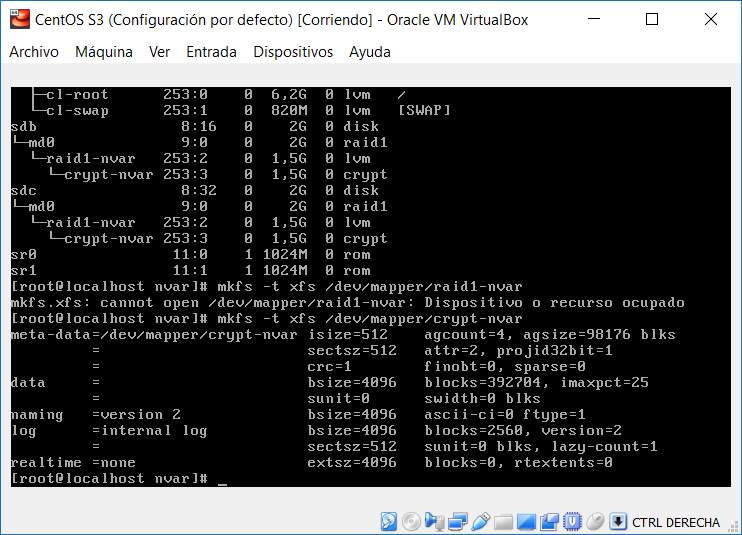 CentOS S3 (Configuración por defecto) [Corriendo] - Oracle VM VirtualBox
Archivo Máquina Ver Entrada Dispositivos Ayuda
├─cl-root 253:0 0 6,2G 0 lvm /
└─cl-swap 253:1 0 820M 0 lvm [SWAP]
sdb 8:16 0 2G 0 disk
└─md0 9:0 0 2G 0 raid1
└─raid1-nvar 253:2 0 1,5G 0 lvm
└─crypt-nvar 253:3 0 1,5G 0 crypt
sdc 8:32 0 2G 0 disk
└─md0 9:0 0 2G 0 raid1
└─raid1-nvar 253:2 0 1,5G 0 lvm
└─crypt-nvar 253:3 0 1,5G 0 crypt
sr0 11:0 1 1024M 0 rom
sr1 11:1 1 1024M 0 rom
[root@localhost nvar]# mkfs -t xfs /dev/mapper/raid1-nvar
mkfs.xfs: cannot open /dev/mapper/raid1-nvar: Dispositivo o recurso ocupado
[root@localhost nvar]# mkfs -t xfs /dev/mapper/crypt-nvar
meta-data=/dev/mapper/crypt-nvar isize=512 agcount=4, agsize=98176 blks
= sectsz=512 attr=2, projid32bit=1
= crc=1 finobt=0, sparse=0
data = bsize=4096 blocks=392704, imaxpct=25
= sunit=0 swidth=0 blks
naming =version 2 bsize=4096 ascii-ci=0 ftype=1
log =internal log bsize=4096 blocks=2560, version=2
= sectsz=512 sunit=0 blks, lazy-count=1
realtime =none extsz=4096 blocks=0, rtextents=0
[root@localhost nvar]# _
CTRL DERECHA